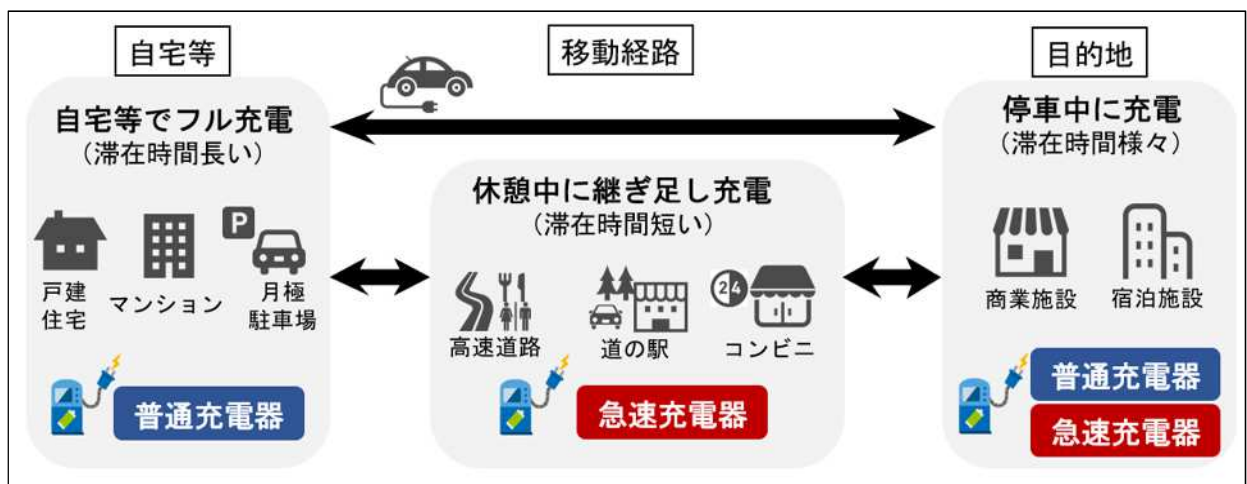 自宅等
自宅等でフル充電
（滞在時間長い）
P
戸建
住宅
マンション
月極
駐車場
普通充電器
移動経路
休憩中に継ぎ足し充電
（滞在時間短い）
24
高速道路
道の駅
コンビニ
急速充電器
目的地
停車中に充電
（滞在時間様々）
商業施設
宿泊施設
普通充電器
急速充電器